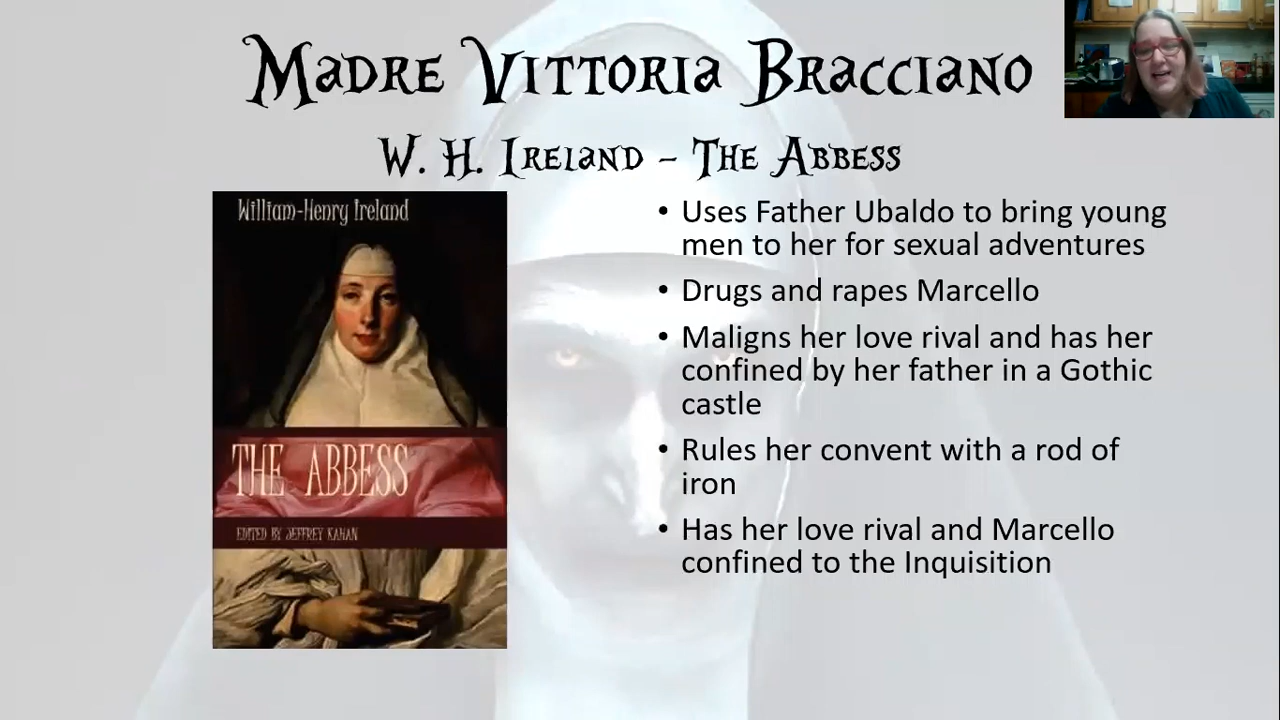 Madre Vittoria Bracciano
W. H. Ireland – The Abbess
William-Henry Ireland
THE ABBESS
EDITED BY JEFFREY KAHAN
• Uses Father Ubaldo to bring young
men to her for sexual adventures
• Drugs and rapes Marcello
• Maligns her love rival and has her
confined by her father in a Gothic
castle
• Rules her convent with a rod of
iron
• Has her love rival and Marcello
confined to the Inquisition